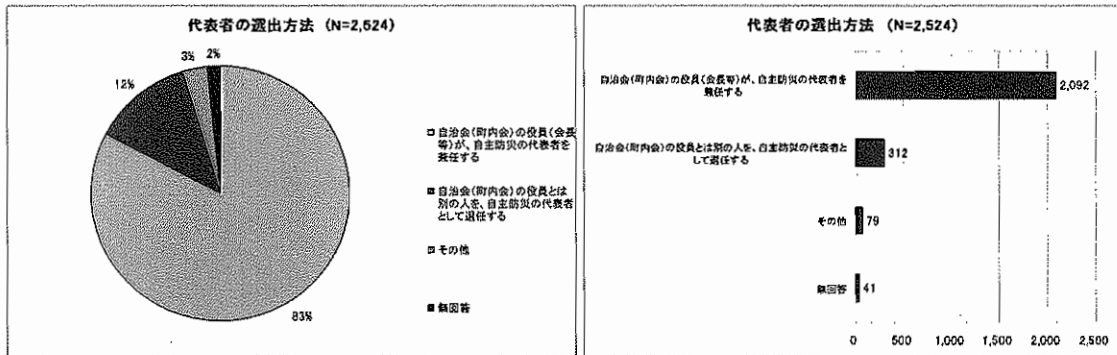 代表者の選出方法 (N=2,524)
3%
2%
12%
83%
自治会(町内会)の役員(会長
等)が、自主防災の代表者を
兼任する
自治会(町内会)の役員とは
別の人を、自主防災の代表者
として選任する
その他
無回答
代表者の選出方法 (N=2,524)
自治会(町内会)の役員(会長等)が、自主防災の代表者を
兼任する
2,092
自治会(町内会)の役員とは別の人を、自主防災の代表者と
して選任する
312
その他
79
無回答
41
0 500 1,000 1,500 2,000 2,500